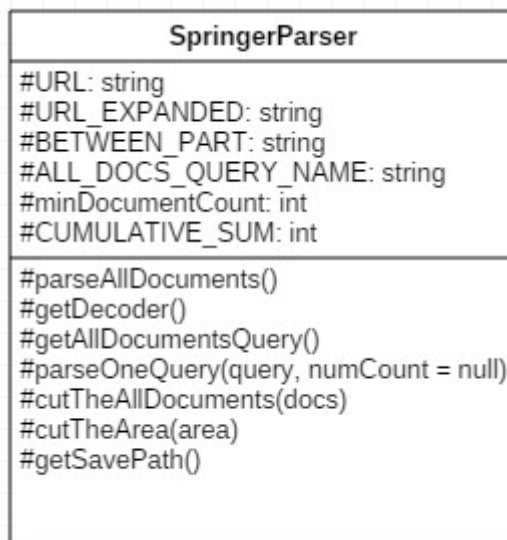 SpringerParser
#URL: string
#URL_EXPANDED: string
#BETWEEN_PART: string
#ALL_DOCS_QUERY_NAME: string
#minDocumentCount: int
#CUMULATIVE_SUM: int
#parseAllDocuments()
#getDecoder()
#getAllDocumentsQuery()
#parseOneQuery(query, numCount = null)
#cutTheAllDocuments(docs)
#cutTheArea(area)
#getSavePath()